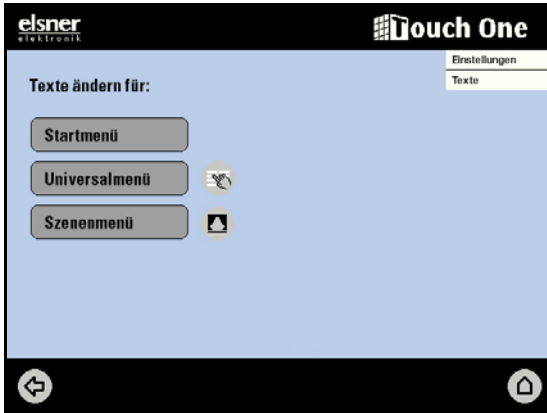 elsner
elektronik
Touch One
Einstellungen
Texte
Texte ändern für:
Startmenü
Universalmenü
Szenenmenü